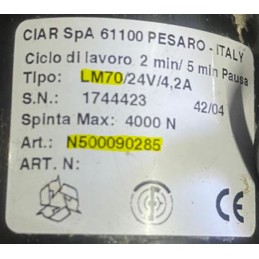 CIAR SpA 61100 PESARO - ITALY
Ciclo di lavoro 2 min/ 5 min Pausa
Tipo: LM70/24V/4,2A
S.N.: 1744423 42/04
Spinta Max: 4000 N
Art.: N500090285
ART. N:
CE